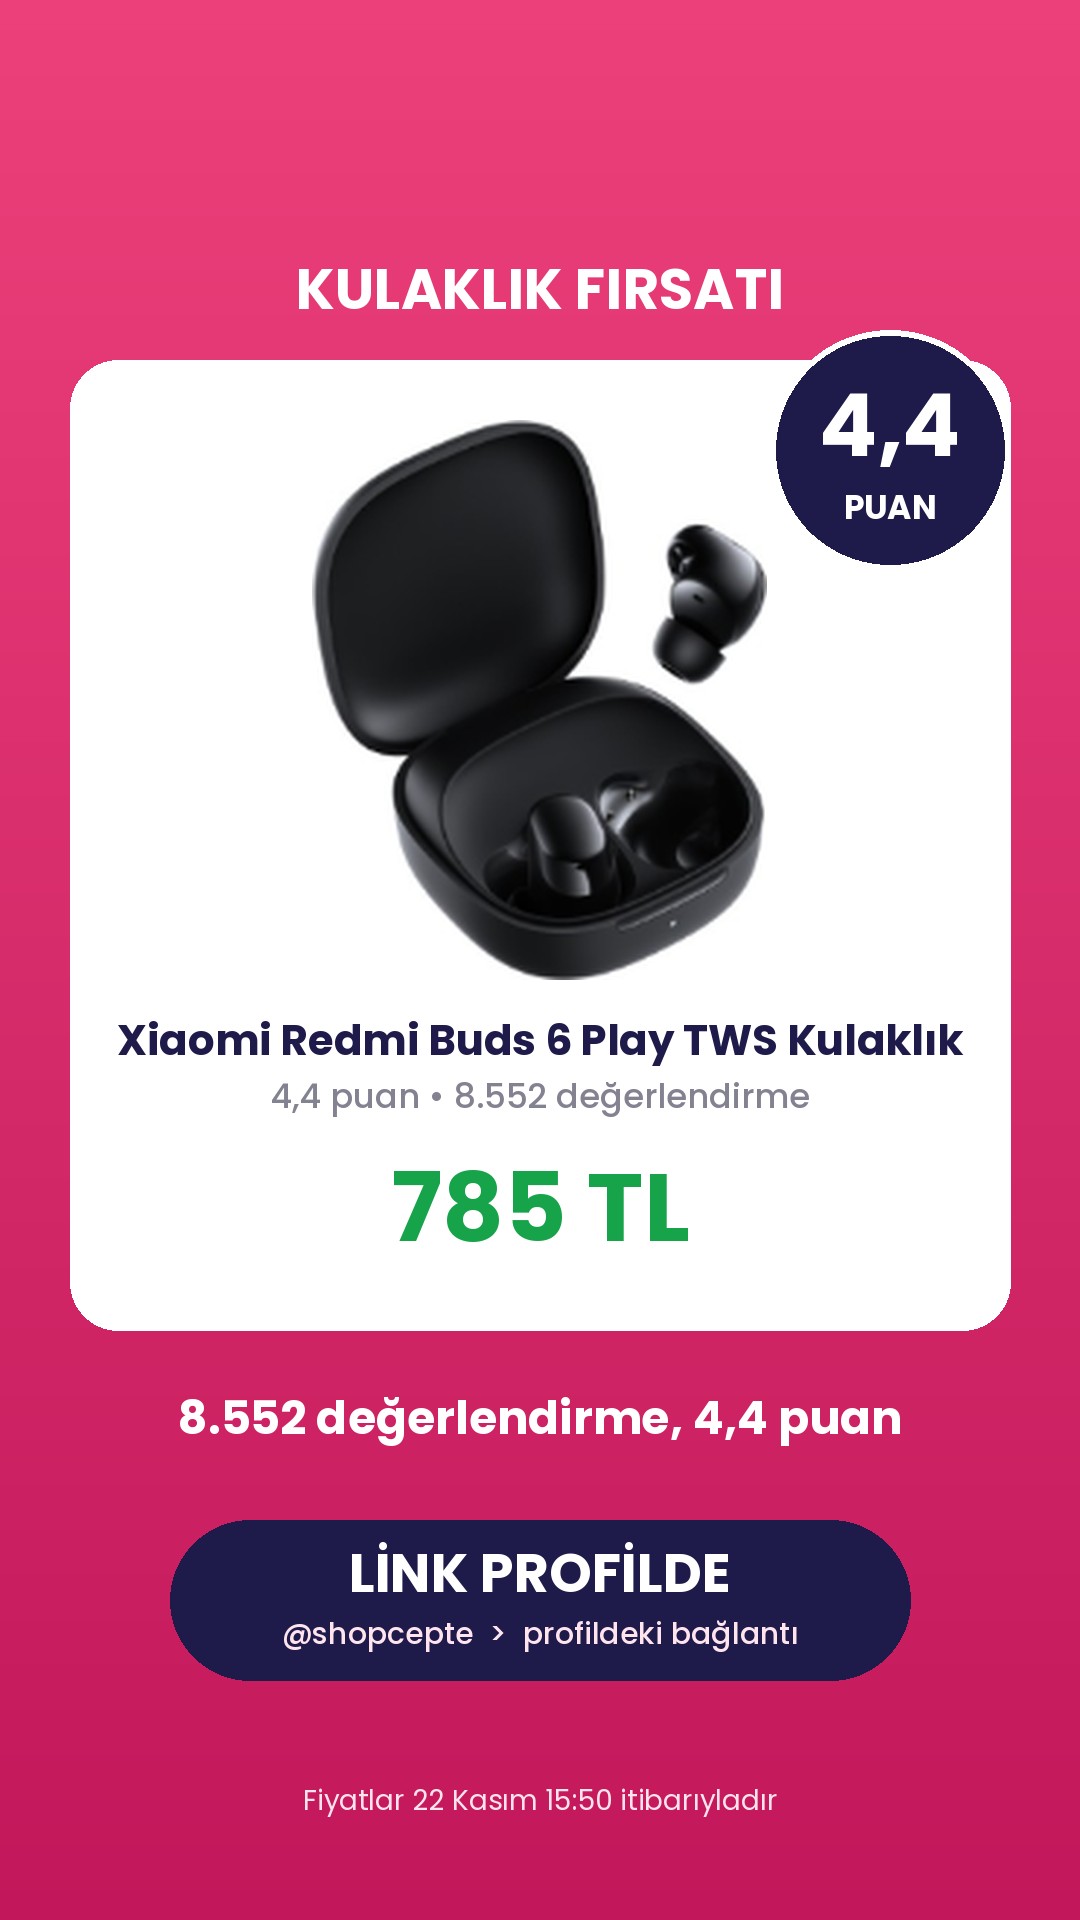 KULAKLIK FIRSATI
4,4
PUAN
Xiaomi Redmi Buds 6 Play TWS Kulaklık
4,4 puan • 8.552 değerlendirme
785 TL
8.552 değerlendirme, 4,4 puan
LİNK PROFİLDE
@shopcepte > profildeki bağlantı
Fiyatlar 22 Kasım 15:50 itibarıyladır